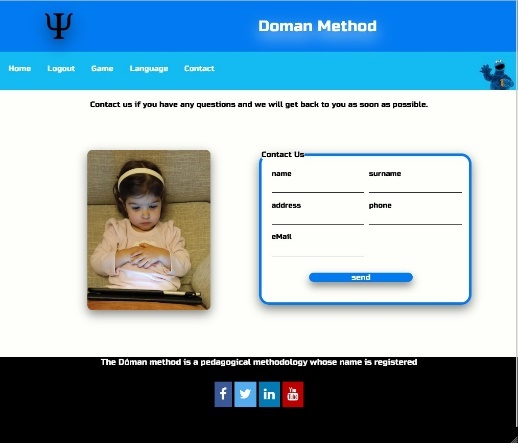 Ψ
Doman Method
Home Logout Game Language Contact
Contact us if you have any questions and we will get back to you as soon as possible.
Contact Us
name surname
address phone
eMail
send
The Dóman method is a pedagogical methodology whose name is registered
f in You Tube